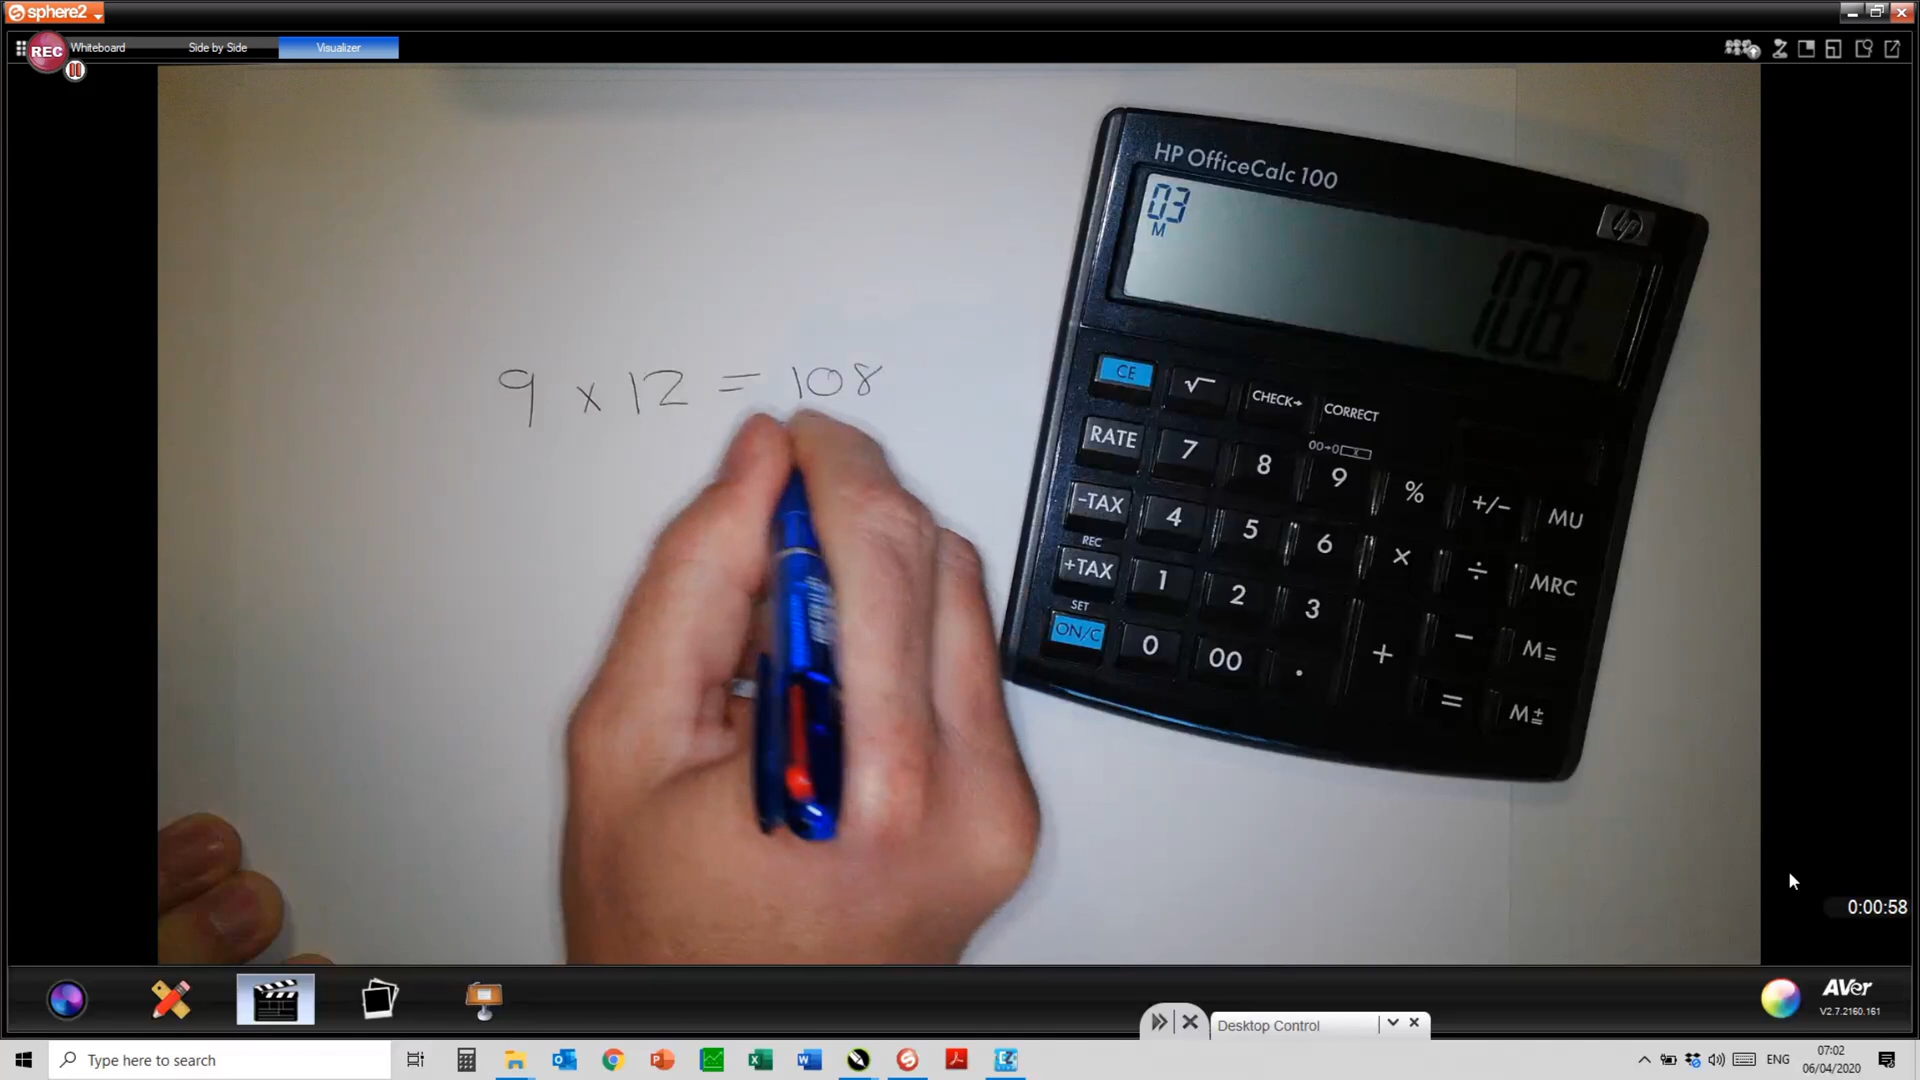 sphere2
REC Whiteboard Side by Side Visualizer
HP OfficeCalc 100
hp
03
M
108.
9 x 12 = 108
CE √ CHECK→ CORRECT
00→0
RATE 7 8 9 % +/− MU
−TAX 4 5 6 × ÷ MRC
REC
+TAX 1 2 3 + − M=
SET
ON/C 0 00 . = M±
0:00:58
AVer
V2.7.2160.161
Desktop Control
Type here to search
ENG
07:02
06/04/2020